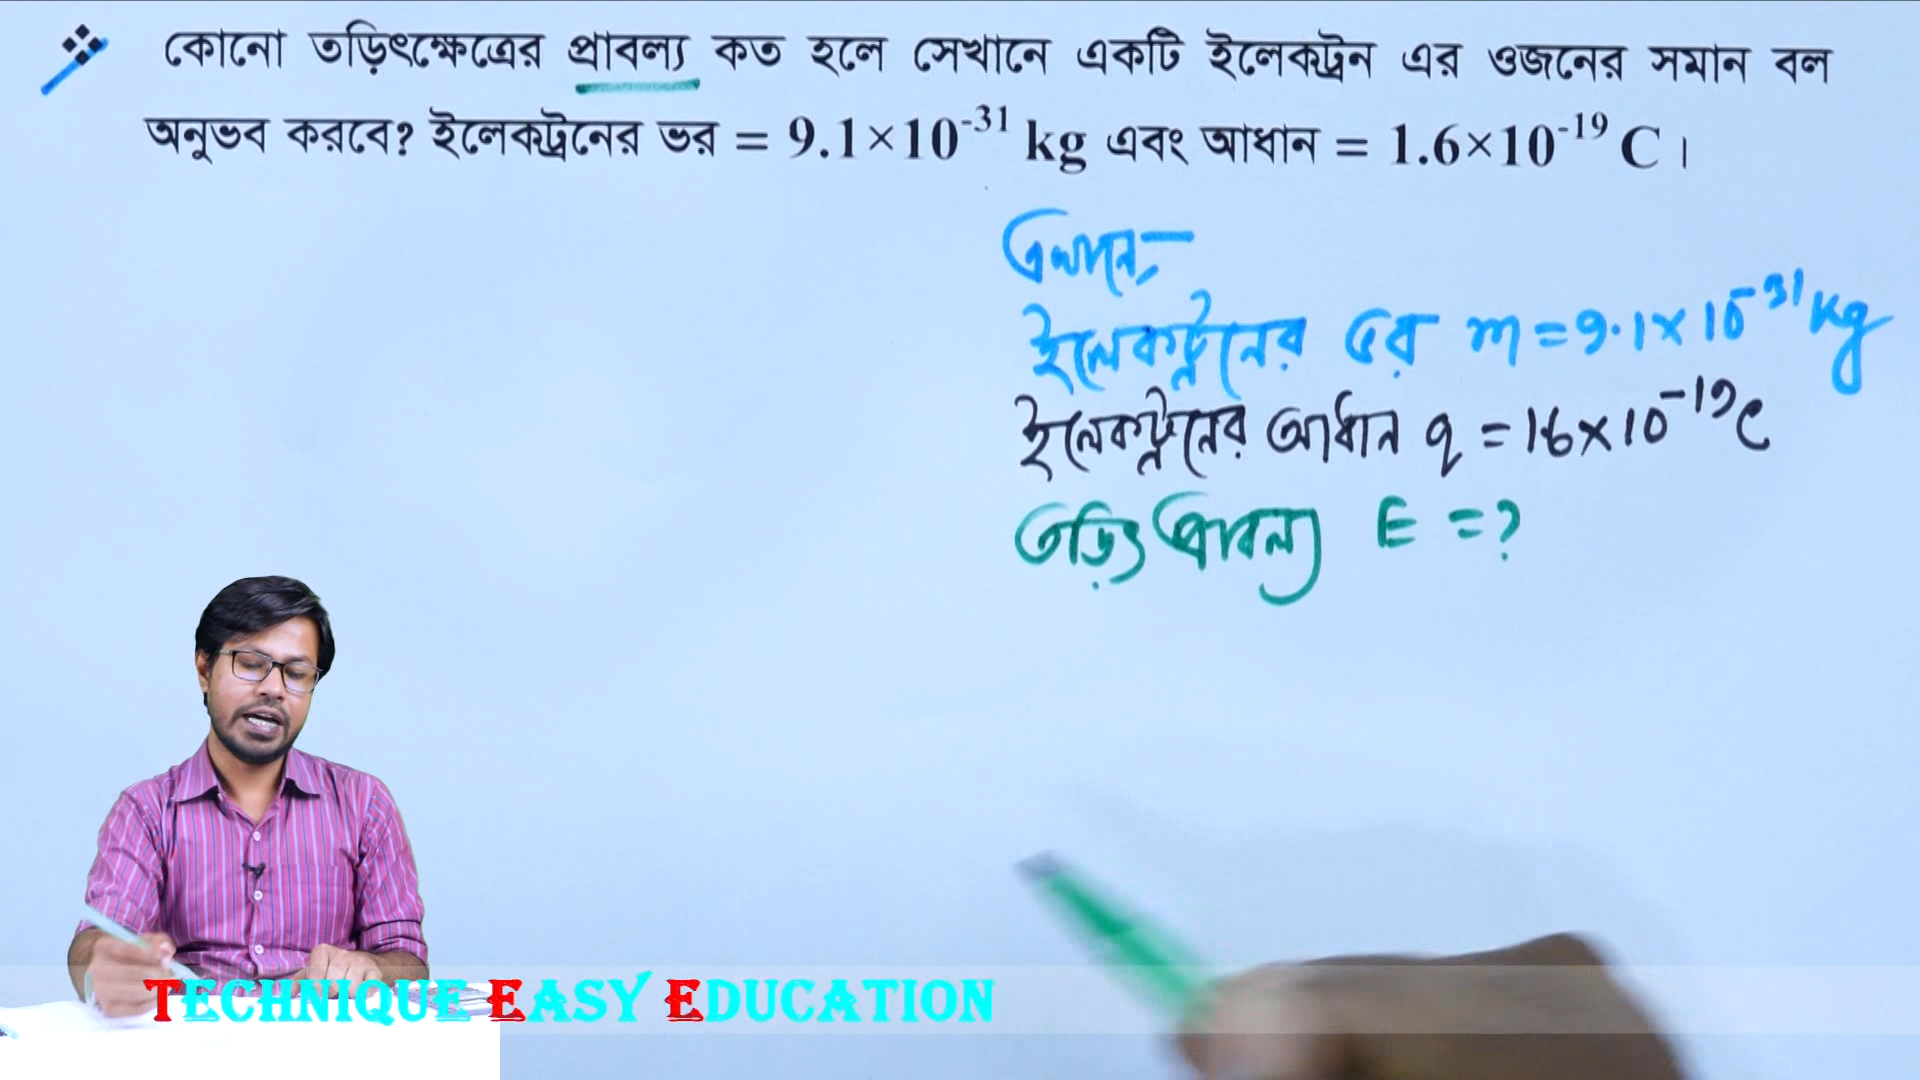 ❖ কোনো তড়িৎক্ষেত্রের প্রাবল্য কত হলে সেখানে একটি ইলেকট্রন এর ওজনের সমান বল
অনুভব করবে? ইলেকট্রনের ভর = 9.1×10⁻³¹ kg এবং আধান = 1.6×10⁻¹⁹ C।
এখানে,—
ইলেকট্রনের ভর m = 9.1×10⁻³¹ kg
ইলেকট্রনের আধান q = 1.6×10⁻¹⁹ C
তড়িৎ প্রাবল্য E = ?
TECHNIQUE EASY EDUCATION